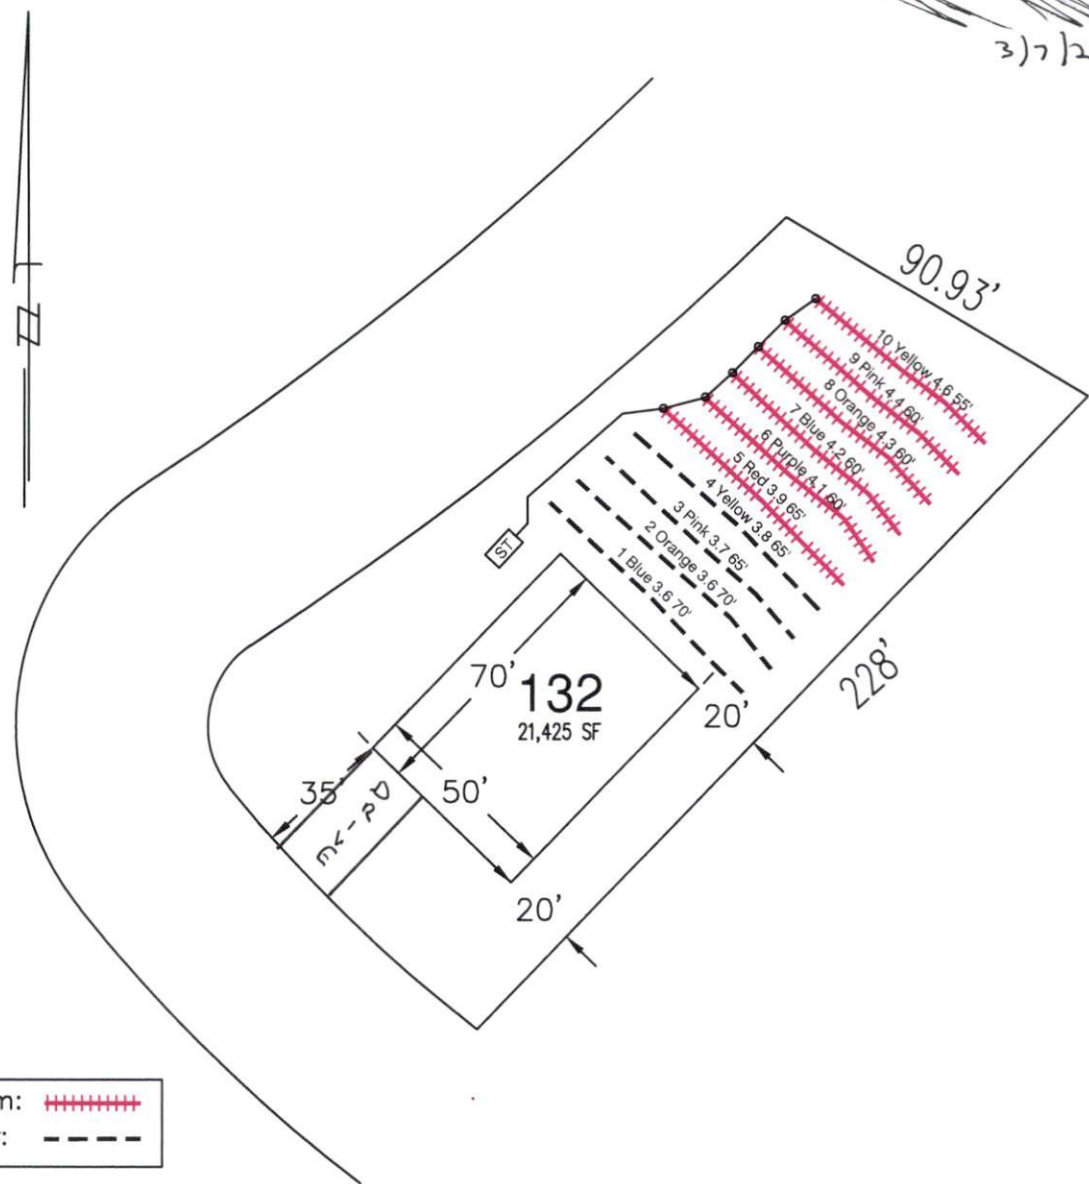 3/7/2
N
90.93'
10 Yellow 4.6 55'
9 Pink 4.4 60'
8 Orange 4.3 60'
7 Blue 4.2 60'
6 Purple 4.1 60'
5 Red 3.9 65'
4 Yellow 3.8 65'
3 Pink 3.7 65'
2 Orange 3.6 70'
1 Blue 3.6 70'
ST
70'
132
21,425 SF
20'
228'
35'
50'
DRIVE
20'
m: